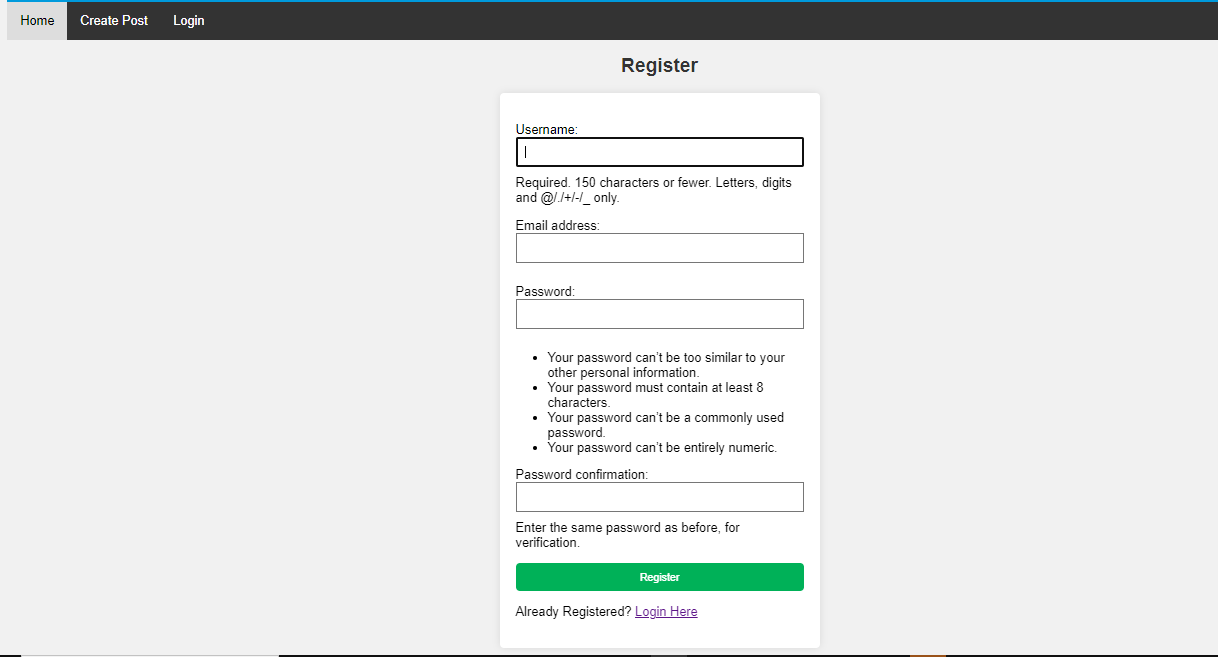 Home Create Post Login
Register
Username:
Required. 150 characters or fewer. Letters, digits
and @/./+/-/_ only.
Email address:
Password:
• Your password can’t be too similar to your
other personal information.
• Your password must contain at least 8
characters.
• Your password can’t be a commonly used
password.
• Your password can’t be entirely numeric.
Password confirmation:
Enter the same password as before, for
verification.
Register
Already Registered? Login Here